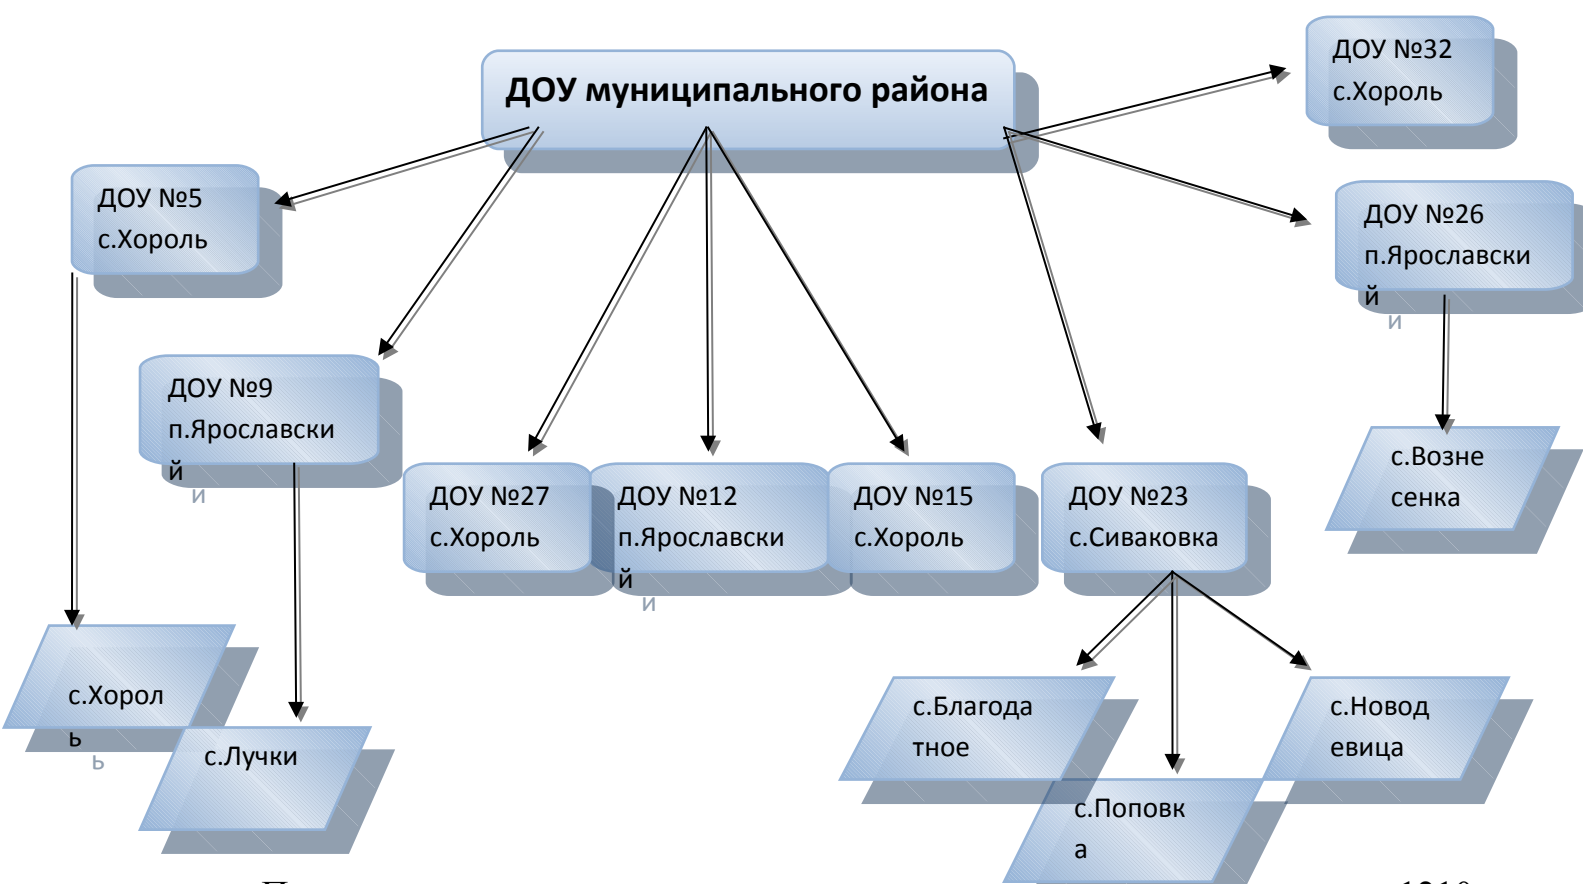 ДОУ муниципального района
ДОУ №32
с.Хороль
ДОУ №5
с.Хороль
ДОУ №26
п.Ярославски
й
ДОУ №9
п.Ярославски
й
ДОУ №27
с.Хороль
ДОУ №12
п.Ярославски
й
ДОУ №15
с.Хороль
ДОУ №23
с.Сиваковка
с.Возне
сенка
с.Хорол
ь
с.Лучки
с.Благода
тное
с.Поповк
а
с.Новод
евица